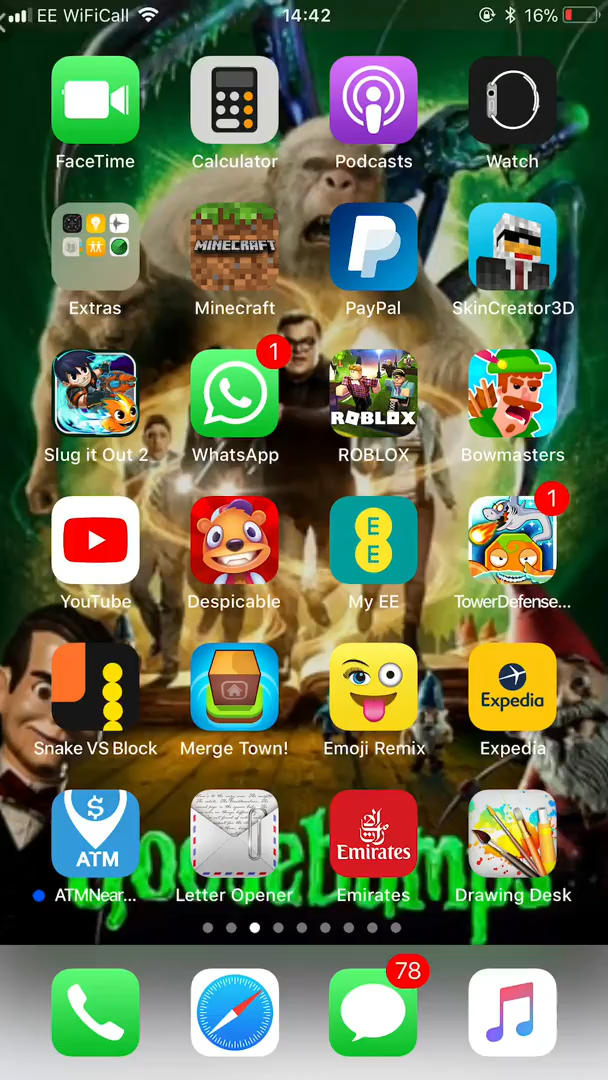 EE WiFiCall 14:42 16%
FaceTime Calculator Podcasts Watch
MINECRAFT
Extras Minecraft PayPal SkinCreator3D
1
ROBLOX
Slug it Out 2 WhatsApp ROBLOX Bowmasters
1
E
E
YouTube Despicable My EE TowerDefense...
Expedia
Snake VS Block Merge Town! Emoji Remix Expedia
$
ATM
Emirates
ATMNear... Letter Opener Emirates Drawing Desk
Goosebumps
78